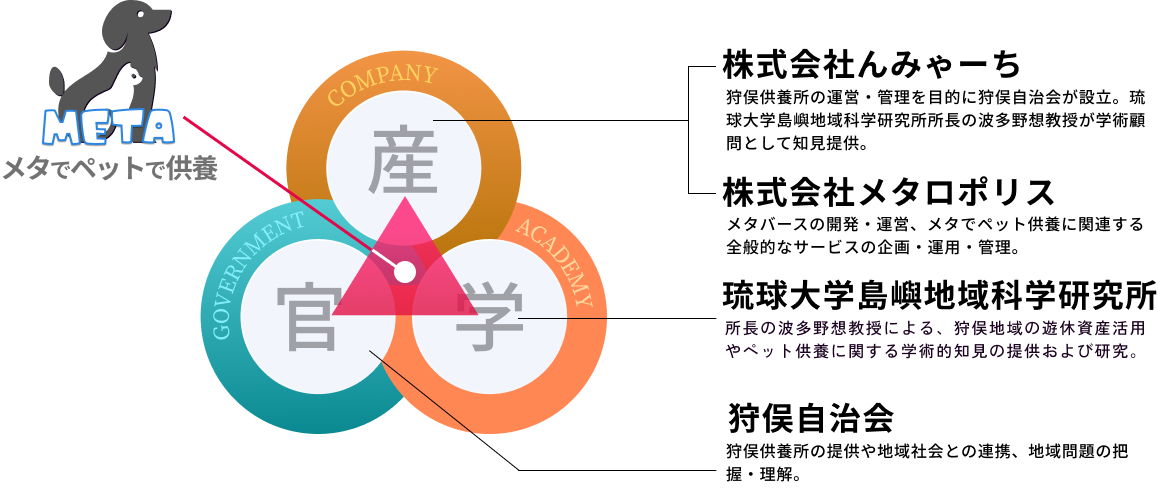 META
メタでペットで供養
COMPANY
産
GOVERNMENT
官
ACADEMY
学
株式会社んみゃーち
狩俣供養所の運営・管理を目的に狩俣自治会が設立。琉
球大学島嶼地域科学研究所所長の波多野想教授が学術顧
問として知見提供。
株式会社メタロポリス
メタバースの開発・運営、メタでペット供養に関連する
全般的なサービスの企画・運用・管理。
琉球大学島嶼地域科学研究所
所長の波多野想教授による、狩俣地域の遊休資産活用
やペット供養に関する学術的知見の提供および研究。
狩俣自治会
狩俣供養所の提供や地域社会との連携、地域問題の把
握・理解。